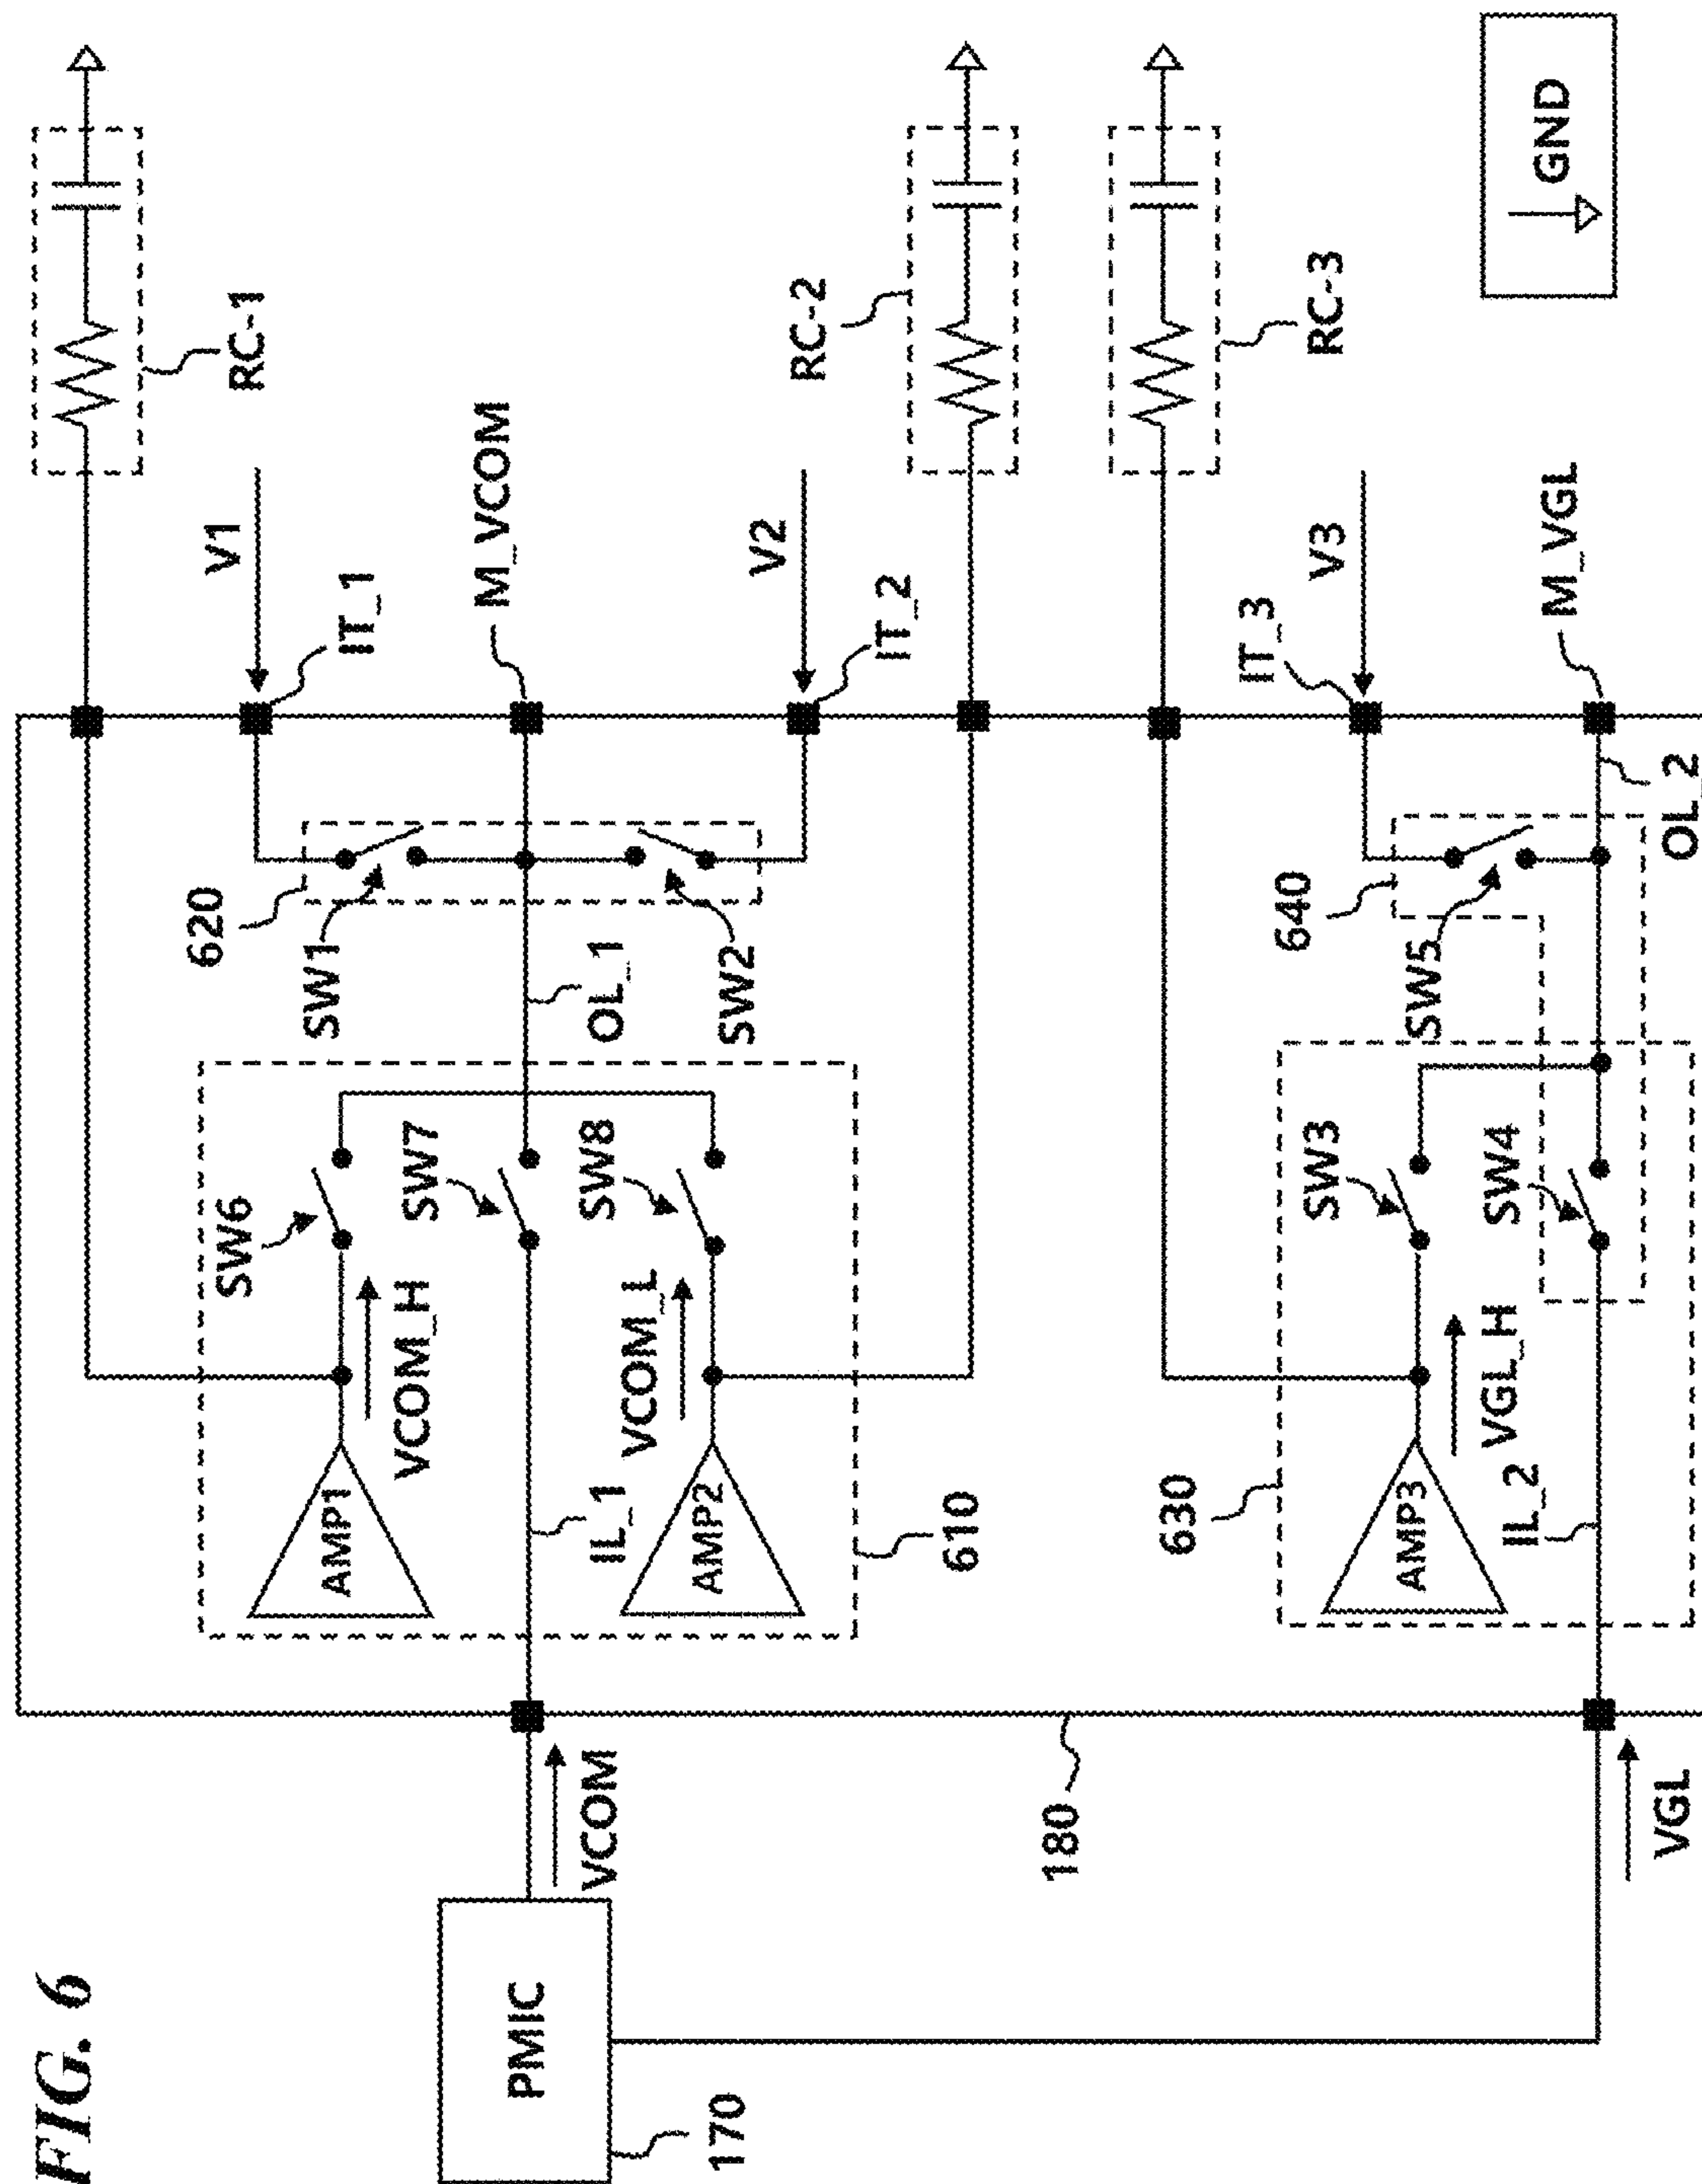 FIG. 6
170
PMIC
VCOM
VGL
180
610
AMP1
VCOM_H
SW6
IL_1
SW7
AMP2
VCOM_L
SW8
620
SW1
OL_1
SW2
630
AMP3
VGL_H
SW3
IL_2
SW4
640
SW5
OL_2
RC-1
V1
IT_1
M_VCOM
V2
IT_2
RC-2
RC-3
V3
IT_3
M_VGL
GND